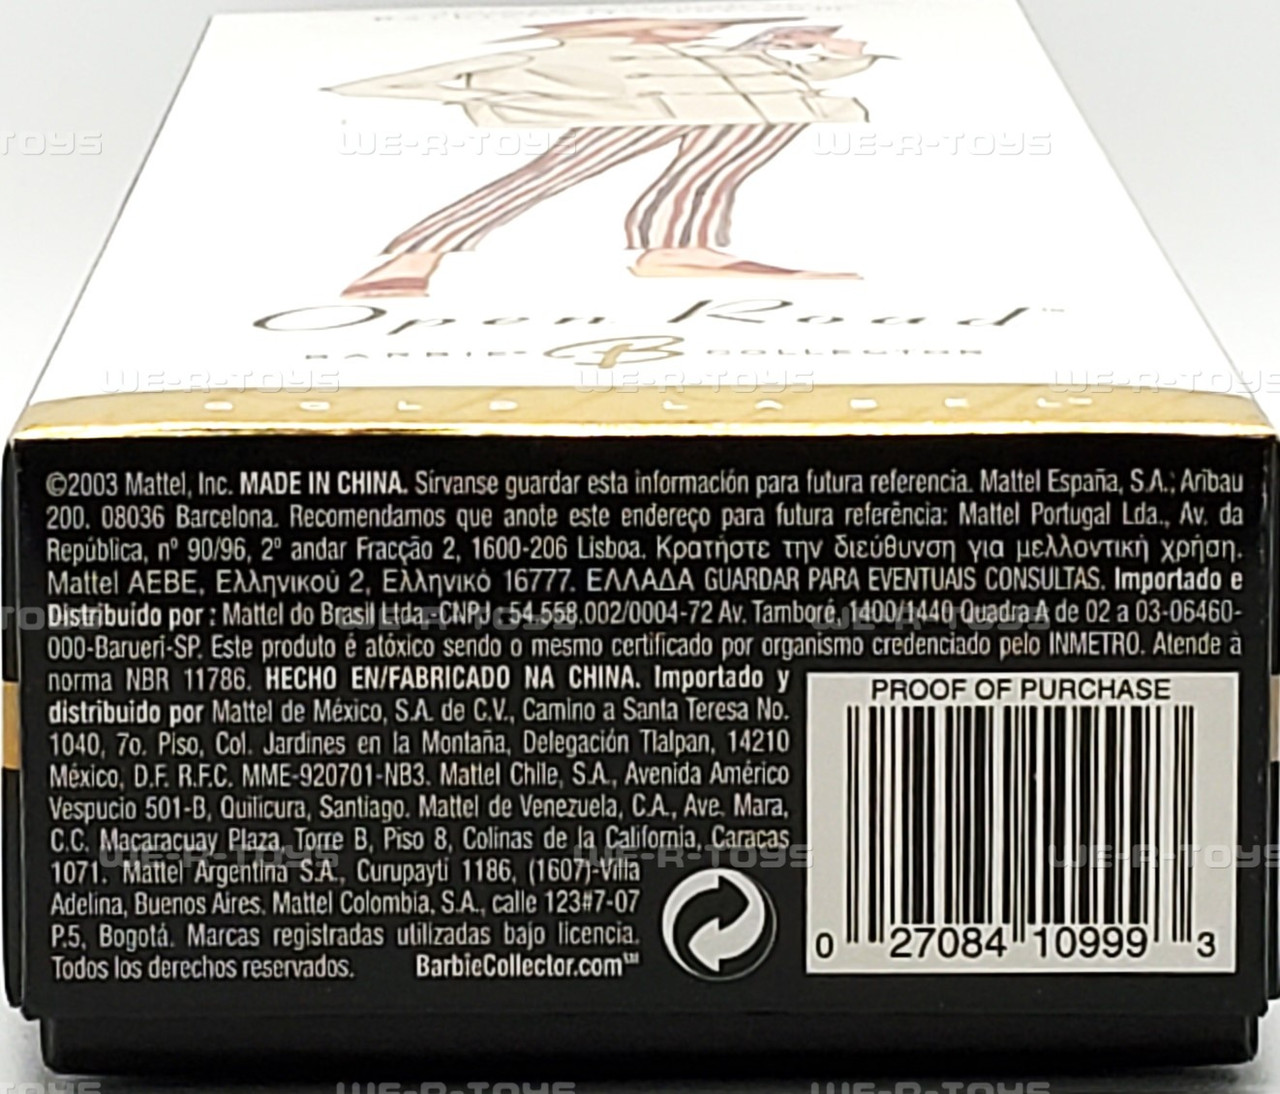 Open Road™
BARBIE® B COLLECTOR
GOLD LABEL™
©2003 Mattel, Inc. MADE IN CHINA. Sírvanse guardar esta información para futura referencia. Mattel España, S.A.; Aribau
200. 08036 Barcelona. Recomendamos que anote este endereço para futura referência: Mattel Portugal Lda., Av. da
República, nº 90/96, 2º andar Fracção 2, 1600-206 Lisboa. Κρατήστε την διεύθυνση για μελλοντική χρήση.
Mattel AEBE, Ελληνικού 2, Ελληνικό 16777. ΕΛΛΑΔΑ GUARDAR PARA EVENTUAIS CONSULTAS. Importado e
Distribuido por : Mattel do Brasil Ltda.-CNPJ : 54.558.002/0004-72 Av. Tamboré, 1400/1440 Quadra A de 02 a 03-06460-
000-Barueri-SP. Este produto é atóxico sendo o mesmo certificado por organismo credenciado pelo INMETRO. Atende à
norma NBR 11786. HECHO EN/FABRICADO NA CHINA. Importado y
distribuido por Mattel de México, S.A. de C.V., Camino a Santa Teresa No.
1040, 7o. Piso, Col. Jardines en la Montaña, Delegación Tlalpan, 14210
México, D.F. R.F.C. MME-920701-NB3. Mattel Chile, S.A., Avenida Américo
Vespucio 501-B, Quilicura, Santiago. Mattel de Venezuela, C.A., Ave. Mara,
C.C. Macaracuay Plaza, Torre B, Piso 8, Colinas de la California, Caracas
1071. Mattel Argentina S.A., Curupaytí 1186, (1607)-Villa
Adelina, Buenos Aires. Mattel Colombia, S.A., calle 123#7-07
P.5, Bogotá. Marcas registradas utilizadas bajo licencia.
Todos los derechos reservados. BarbieCollector.com℠
PROOF OF PURCHASE
0 27084 10999 3
WE-R-TOYS